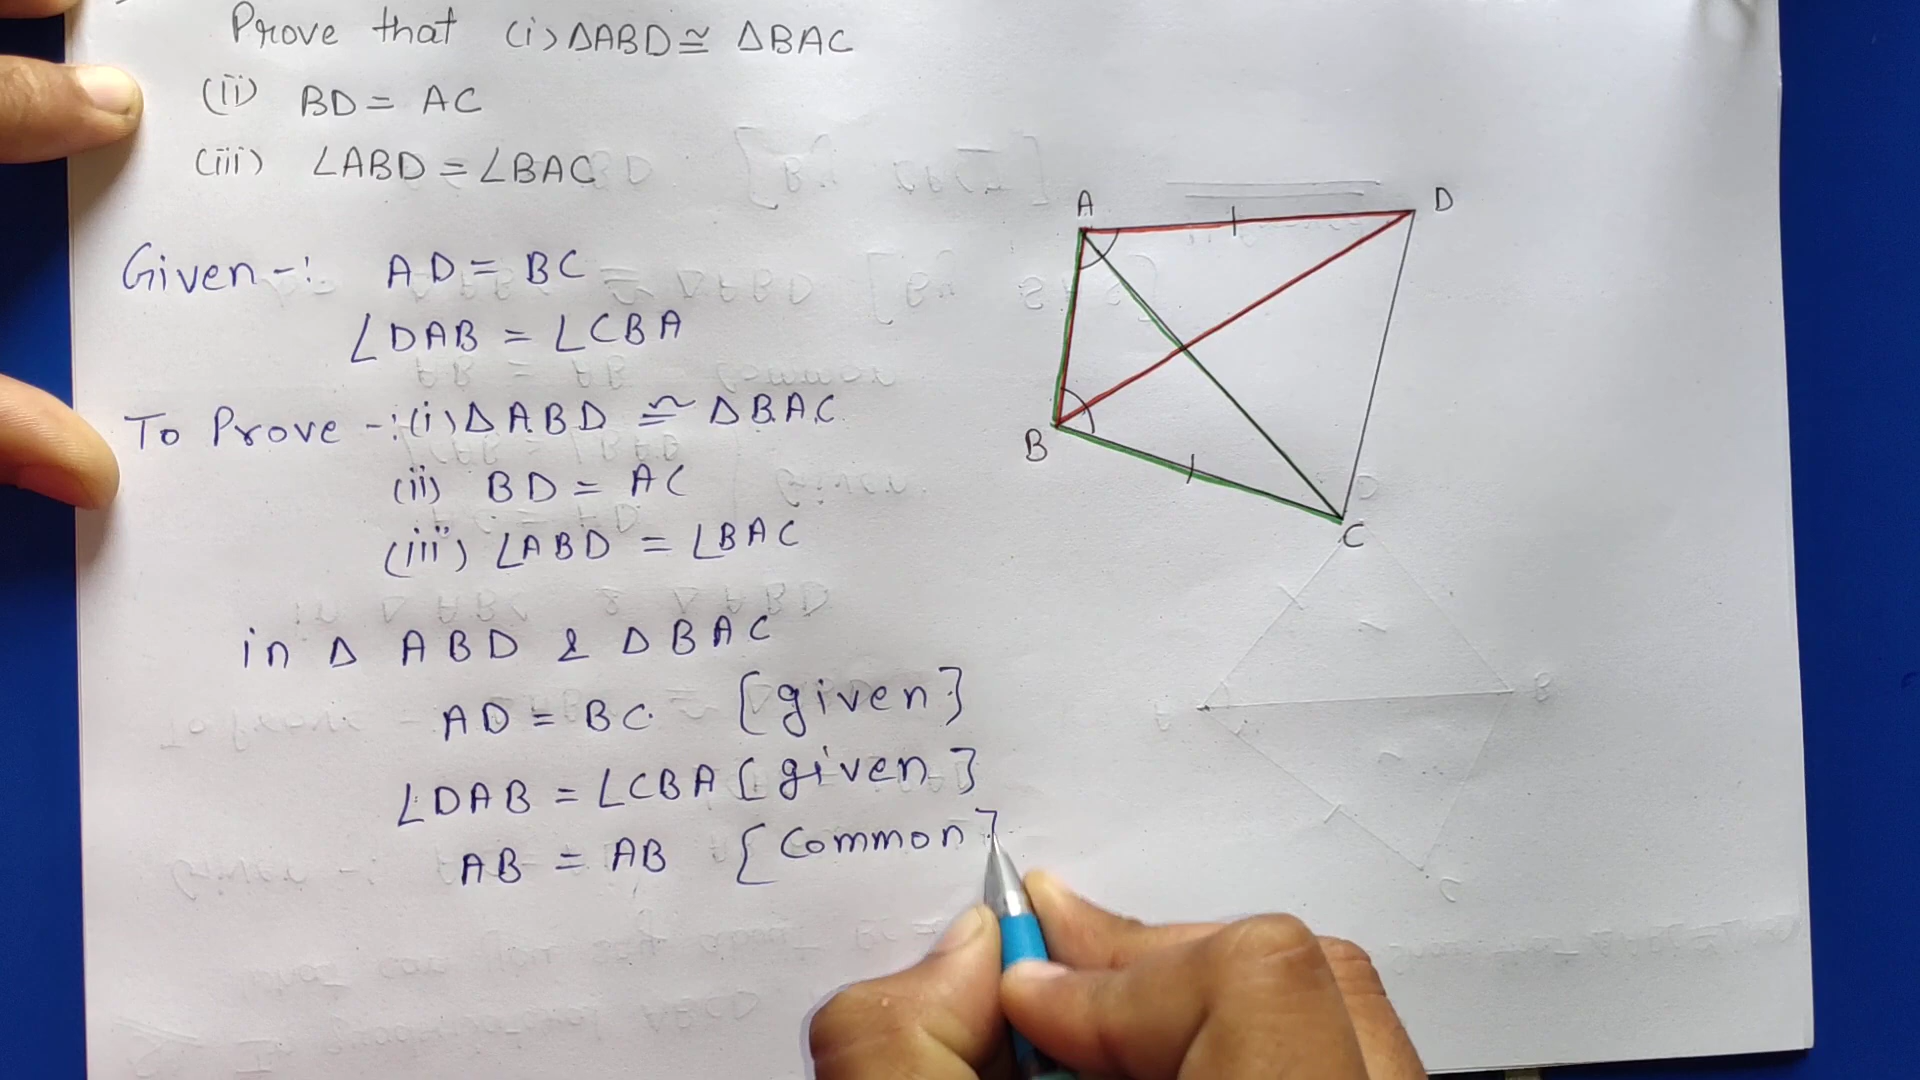 Prove that (i) ΔABD ≅ ΔBAC
(ii) BD = AC
(iii) ∠ABD = ∠BAC
Given -: AD = BC
∠DAB = ∠CBA
To Prove -: (i) ΔABD ≅ ΔBAC
(ii) BD = AC
(iii) ∠ABD = ∠BAC
in Δ ABD & ΔBAC
AD = BC [given]
∠DAB = ∠CBA [given]
AB = AB [Common]
A
D
B
C